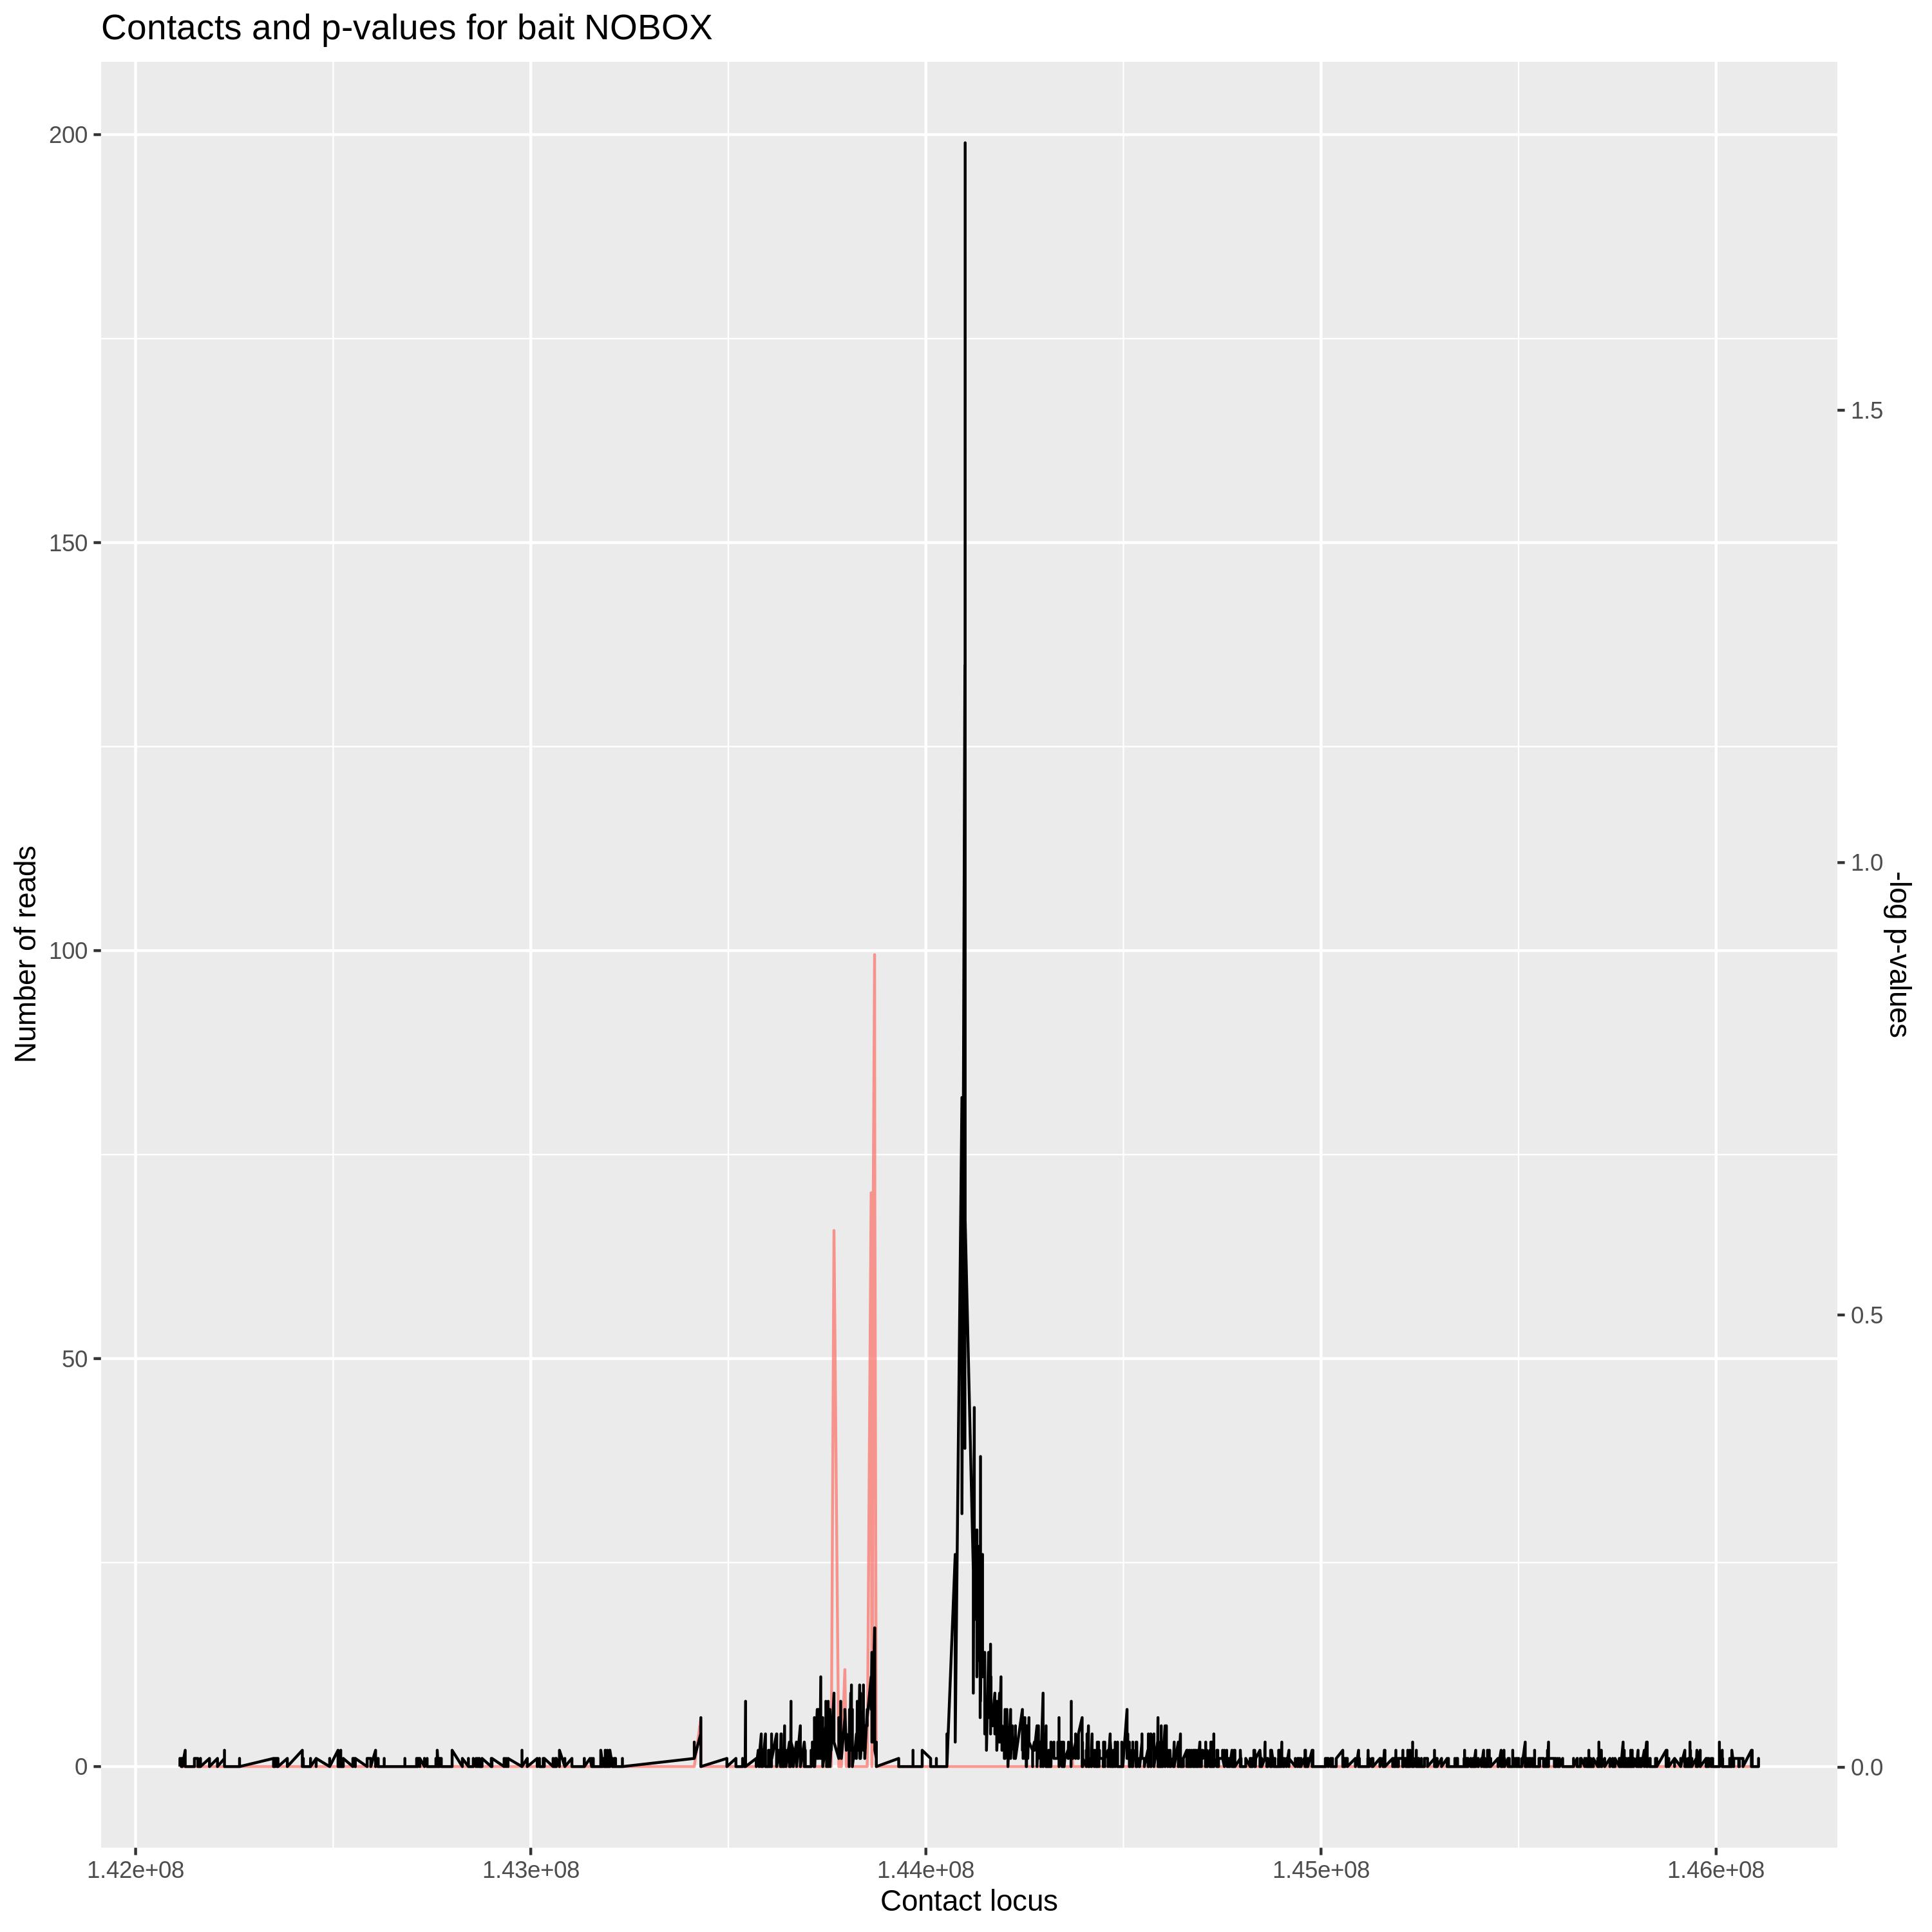 Contacts and p-values for bait NOBOX
200
150
100
50
0
Number of reads
1.5
1.0
0.5
0.0
-log p-values
1.42e+08
1.43e+08
1.44e+08
1.45e+08
1.46e+08
Contact locus